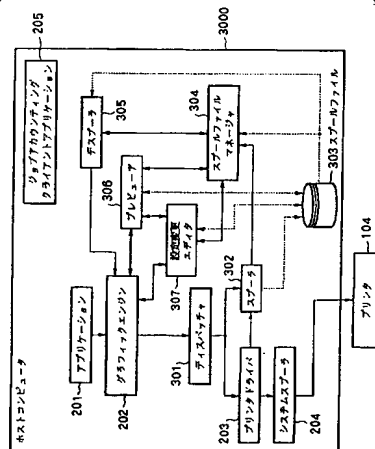 ホストコンピュータ
3000
ジョブアカウンティング
クライアントアプリケーション
205
デスプーラ
305
スプールファイル
マネージャ
304
プレビューア
306
設定変更
エディタ
307
アプリケーション
201
グラフィックエンジン
202
ディスパッチャ
301
スプーラ
302
303 スプールファイル
プリンタドライバ
203
システムスプーラ
204
プリンタ
104